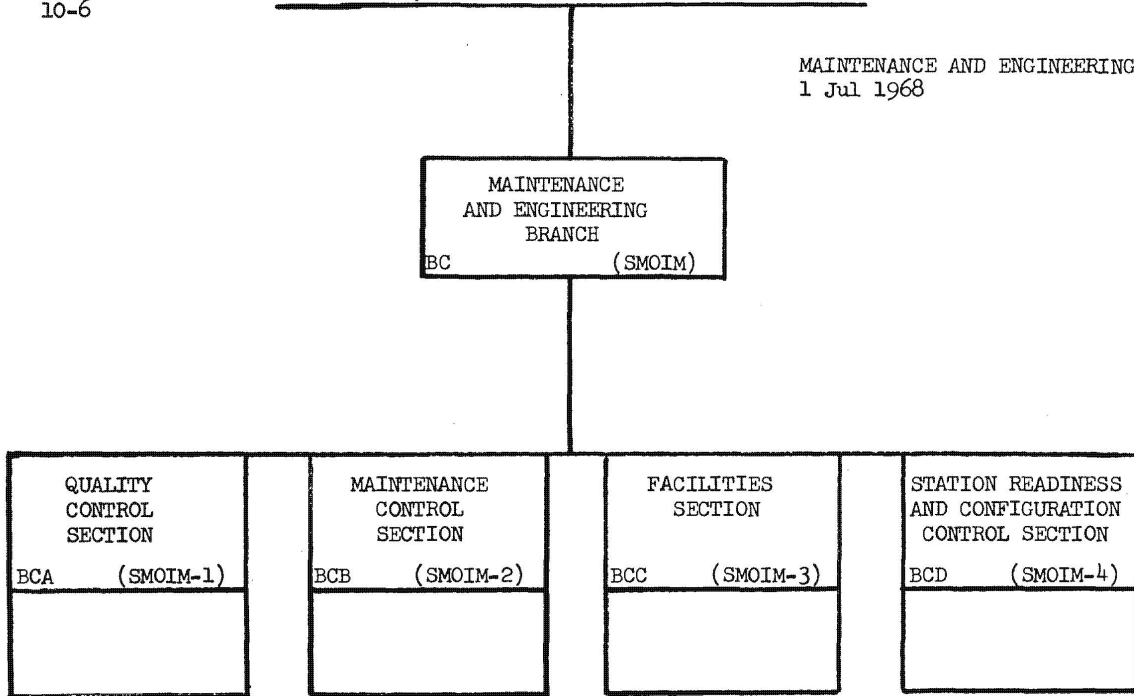 10-6
MAINTENANCE AND ENGINEERING
1 Jul 1968
MAINTENANCE
AND ENGINEERING
BRANCH
BC (SMOIM)
QUALITY
CONTROL
SECTION
BCA (SMOIM-1)
MAINTENANCE
CONTROL
SECTION
BCB (SMOIM-2)
FACILITIES
SECTION
BCC (SMOIM-3)
STATION READINESS
AND CONFIGURATION
CONTROL SECTION
BCD (SMOIM-4)